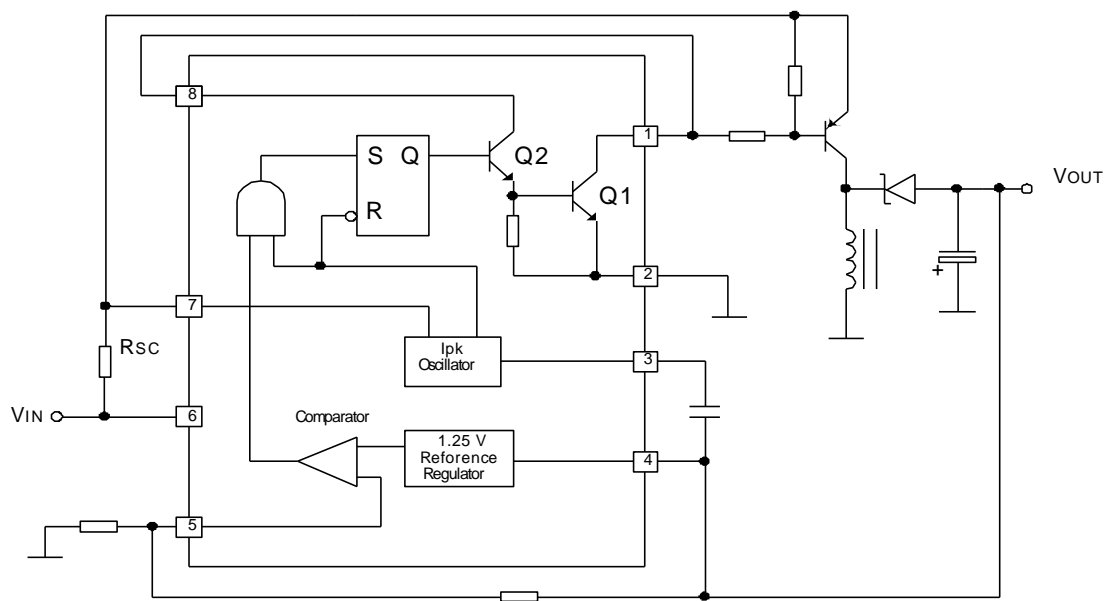 8
1
S Q
Q2
Q1
R
VOUT
2
+
7
RSC
Ipk
Oscillator
3
VIN
6
Comparator
1.25 V
Reforence
Regulator
4
5